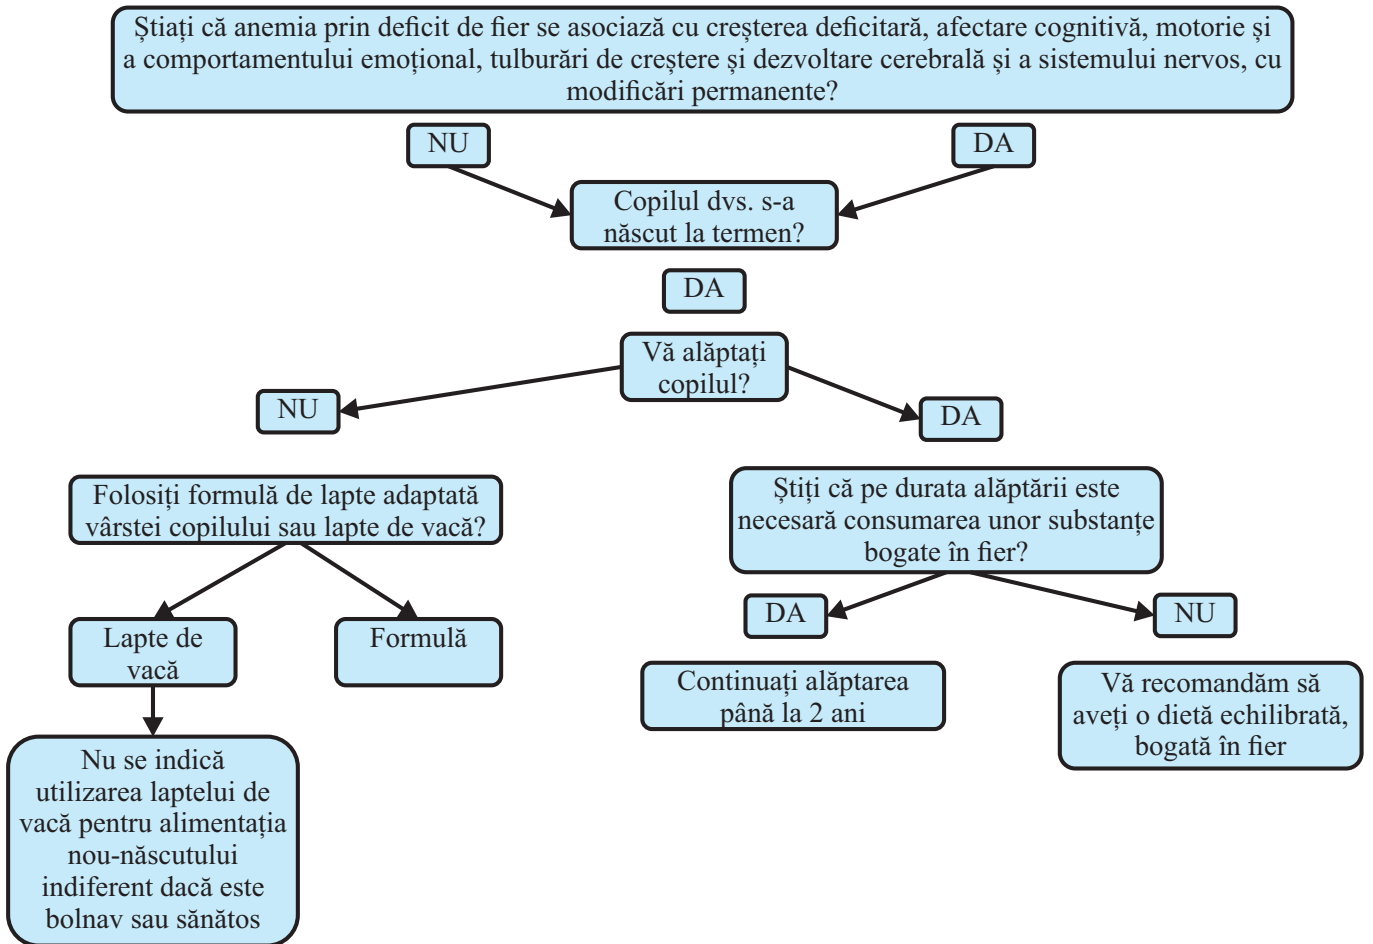 Știați că anemia prin deficit de fier se asociază cu creșterea deficitară, afectare cognitivă, motorie și
a comportamentului emoțional, tulburări de creștere și dezvoltare cerebrală și a sistemului nervos, cu
modificări permanente?
NU
DA
Copilul dvs. s-a
născut la termen?
DA
Vă alăptați
copilul?
NU
DA
Folosiți formulă de lapte adaptată
vârstei copilului sau lapte de vacă?
Știți că pe durata alăptării este
necesară consumarea unor substanțe
bogate în fier?
DA
NU
Lapte de
vacă
Formulă
Continuați alăptarea
până la 2 ani
Vă recomandăm să
aveți o dietă echilibrată,
bogată în fier
Nu se indică
utilizarea laptelui de
vacă pentru alimentația
nou-născutului
indiferent dacă este
bolnav sau sănătos